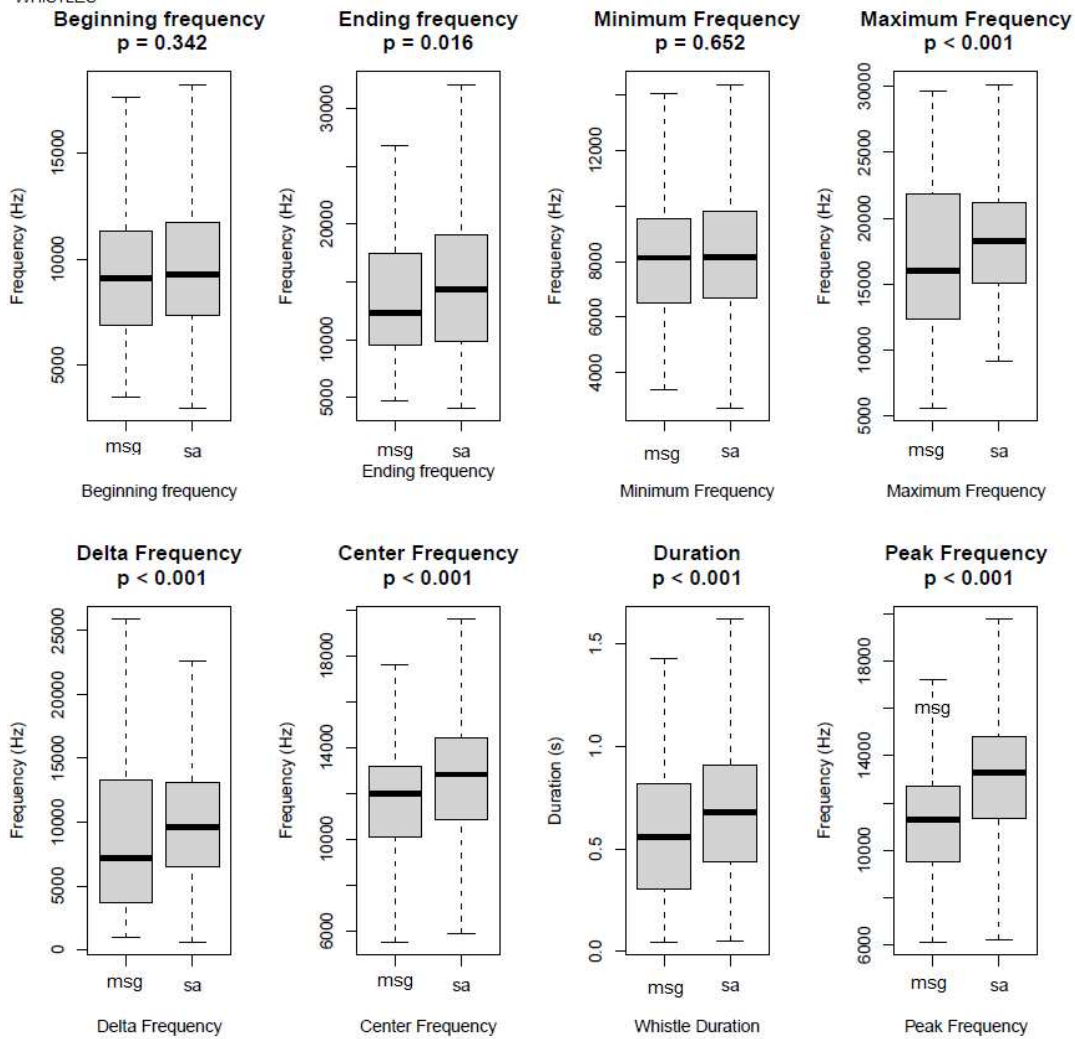 WHISTLES
Beginning frequency
p = 0.342
Frequency (Hz)
5000 10000 15000
msg sa
Beginning frequency
Ending frequency
p = 0.016
Frequency (Hz)
5000 10000 20000 30000
msg sa
Ending frequency
Minimum Frequency
p = 0.652
Frequency (Hz)
4000 6000 8000 12000
msg sa
Minimum Frequency
Maximum Frequency
p < 0.001
Frequency (Hz)
5000 10000 15000 20000 25000 30000
msg sa
Maximum Frequency
Delta Frequency
p < 0.001
Frequency (Hz)
0 5000 10000 15000 20000 25000
msg sa
Delta Frequency
Center Frequency
p < 0.001
Frequency (Hz)
6000 10000 14000 18000
msg sa
Center Frequency
Duration
p < 0.001
Duration (s)
0.0 0.5 1.0 1.5
msg sa
Whistle Duration
Peak Frequency
p < 0.001
Frequency (Hz)
6000 10000 14000 18000
msg
msg sa
Peak Frequency